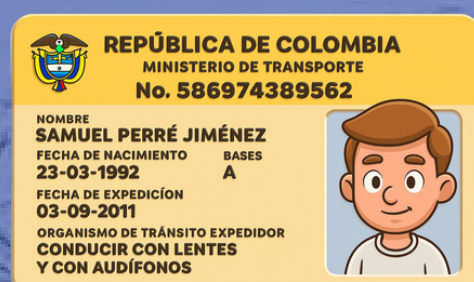 REPÚBLICA DE COLOMBIA
MINISTERIO DE TRANSPORTE
No. 586974389562
NOMBRE
SAMUEL PERRÉ JIMÉNEZ
FECHA DE NACIMIENTO BASES
23-03-1992 A
FECHA DE EXPEDICÍON
03-09-2011
ORGANISMO DE TRÁNSITO EXPEDIDOR
CONDUCIR CON LENTES
Y CON AUDÍFONOS